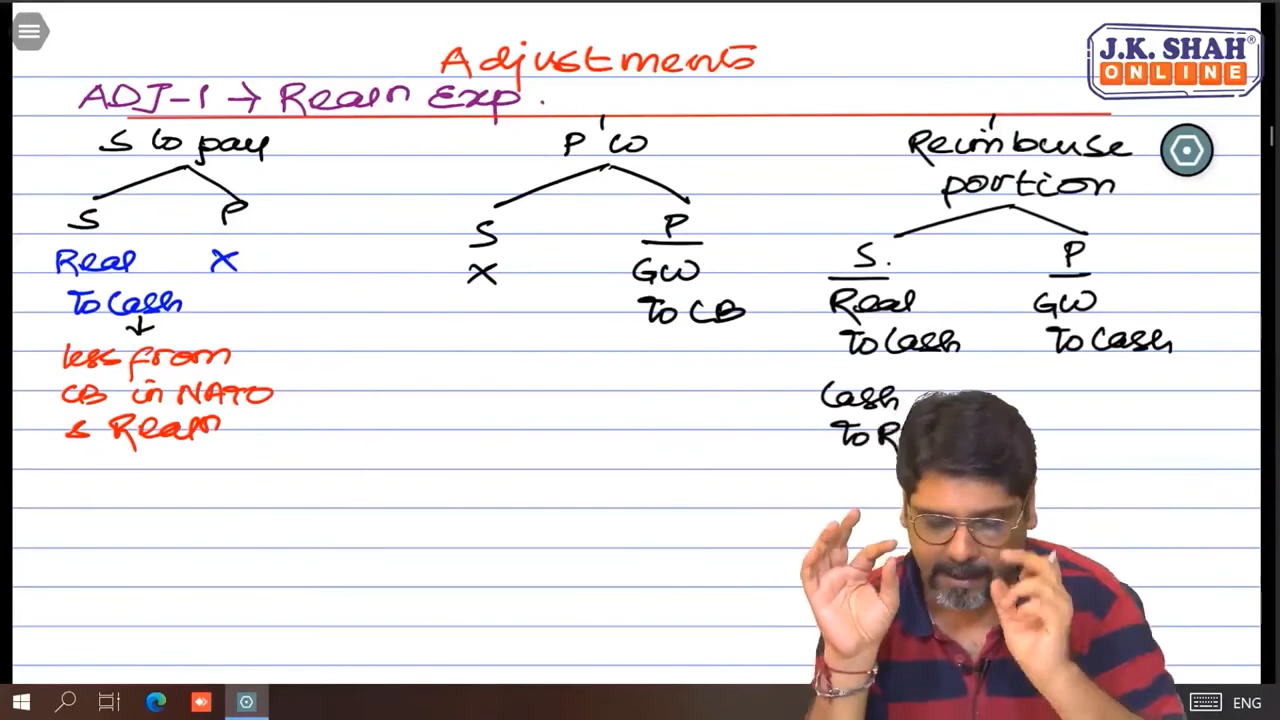 Adjustments
J.K. SHAH®
ONLINE
ADJ-1 → Realn Exp.
S to pay
P' co
Reimburse
portion
S P
Real X
To Cash
less from
CB in NATO
& Realn
S P
X GW
To CB
S. P
Real GW
To Cash To Cash
Cash
To R
ENG